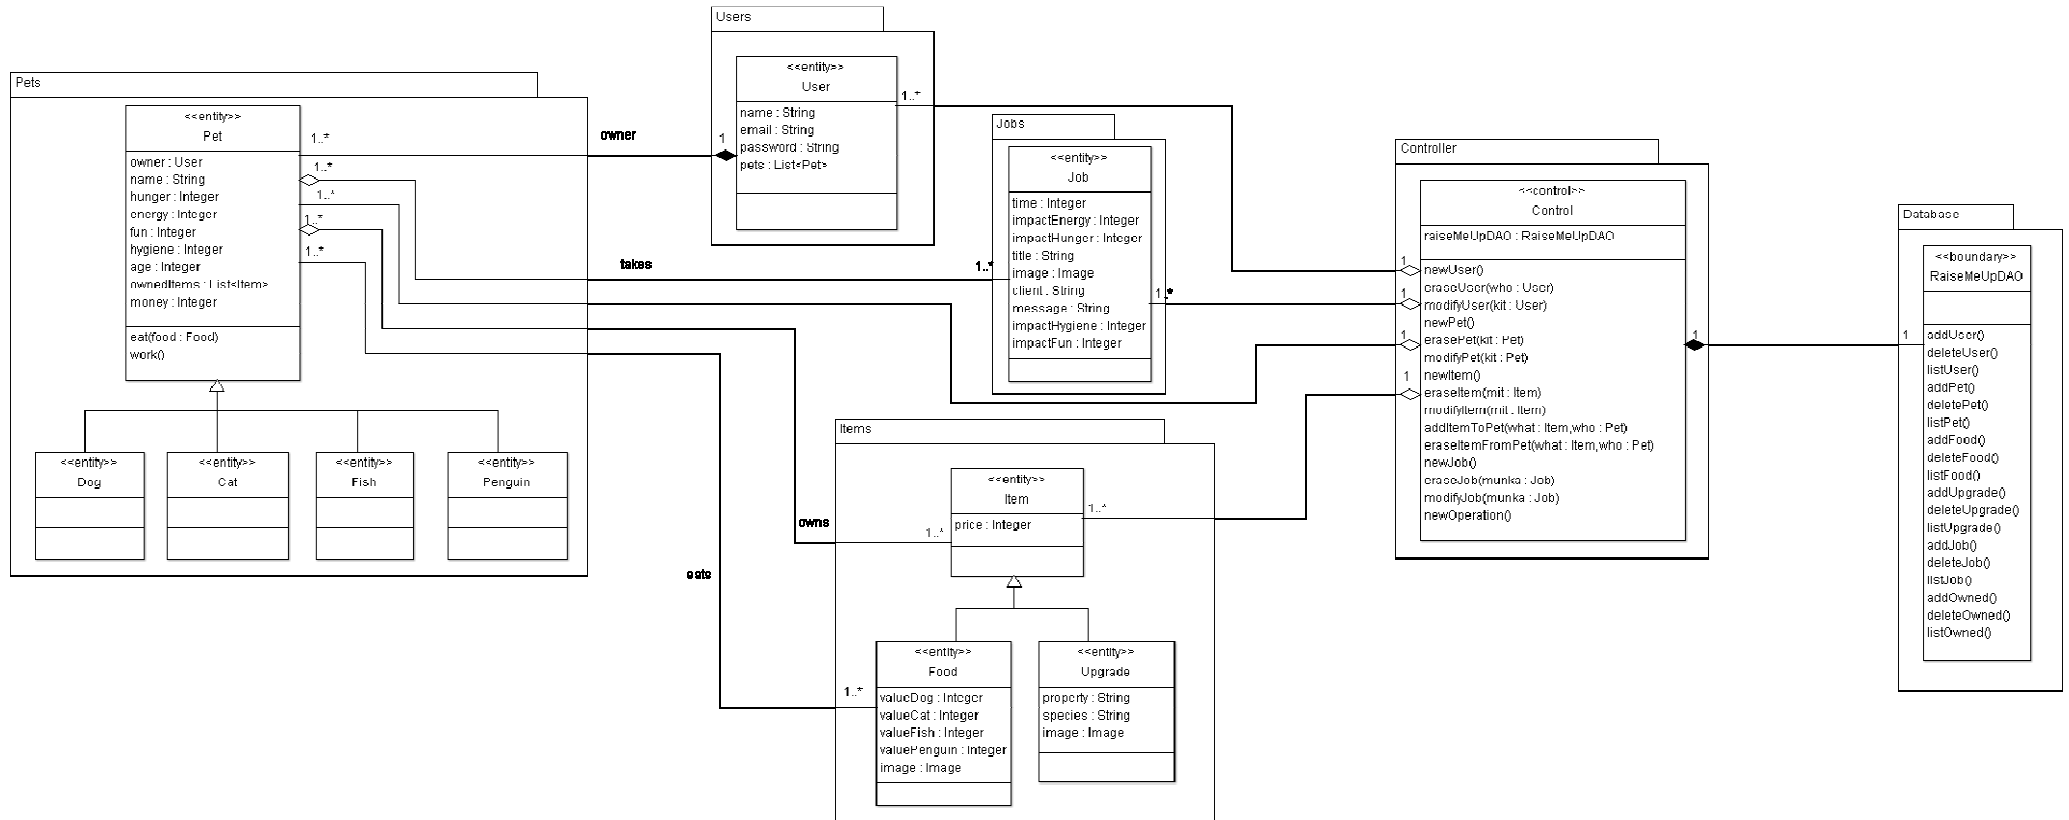 Pets
<<entity>>
Pet
owner : User
name : String
hunger : Integer
energy : Integer
fun : Integer
hygiene : Integer
age : Integer
ownedItems : List<Item>
money : Integer
eat(food : Food)
work()
1..*
1..*
1..*
1..*
1..*
<<entity>>
Dog
<<entity>>
Cat
<<entity>>
Fish
<<entity>>
Penguin
owner
takes
owns
eats
Users
<<entity>>
User
name : String
email : String
password : String
pets : List<Pet>
1
1..*
Jobs
<<entity>>
Job
time : Integer
impactEnergy : Integer
impactHunger : Integer
title : String
image : Image
client : String
message : String
impactHygiene : Integer
impactFun : Integer
1..*
1..*
Items
<<entity>>
Item
price : Integer
1..*
1..*
<<entity>>
Food
valueDog : Integer
valueCat : Integer
valueFish : Integer
valuePenguin : Integer
image : Image
1..*
<<entity>>
Upgrade
property : String
species : String
image : Image
Controller
<<control>>
Control
raiseMeUpDAO : RaiseMeUpDAO
newUser()
eraseUser(who : User)
modifyUser(kit : User)
newPet()
erasePet(kit : Pet)
modifyPet(kit : Pet)
newItem()
eraseItem(mit : Item)
modifyItem(mit : Item)
addItemToPet(what : Item,who : Pet)
eraseItemFromPet(what : Item,who : Pet)
newJob()
eraseJob(munka : Job)
modifyJob(munka : Job)
newOperation()
1
1
1
1
1
1
Database
<<boundary>>
RaiseMeUpDAO
addUser()
deleteUser()
listUser()
addPet()
deletePet()
listPet()
addFood()
deleteFood()
listFood()
addUpgrade()
deleteUpgrade()
listUpgrade()
addJob()
deleteJob()
listJob()
addOwned()
deleteOwned()
listOwned()